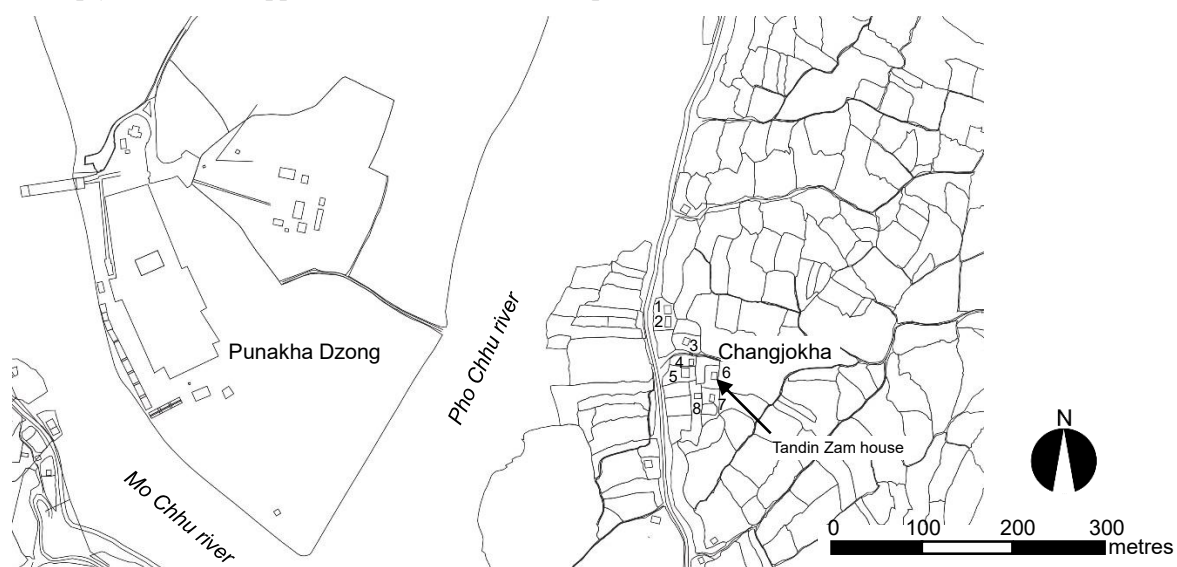 1
2
3
Punakha Dzong
Pho Chhu river
Changjokha
4
5
6
7
8
Tandin Zam house
Mo Chhu river
N
0 100 200 300
metres